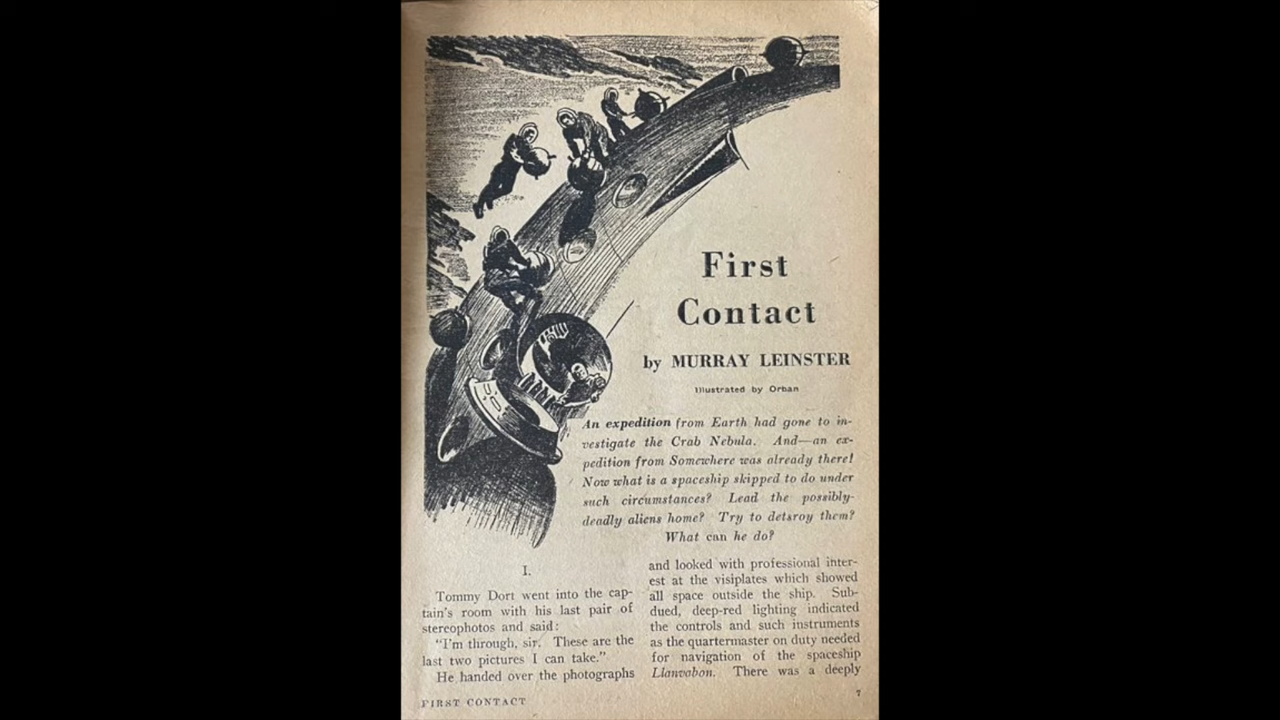 First
Contact
by MURRAY LEINSTER
Illustrated by Orban
An expedition from Earth had gone to in-
vestigate the Crab Nebula. And—an ex-
pedition from Somewhere was already there!
Now what is a spaceship skipped to do under
such circumstances? Lead the possibly-
deadly aliens home? Try to detsroy them?
What can he do?
I.
Tommy Dort went into the cap-
tain's room with his last pair of
stereophotos and said:
"I'm through, sir. These are the
last two pictures I can take."
He handed over the photographs
and looked with professional inter-
est at the visiplates which showed
all space outside the ship. Sub-
dued, deep-red lighting indicated
the controls and such instruments
as the quartermaster on duty needed
for navigation of the spaceship
Llanvabon. There was a deeply
FIRST CONTACT
7